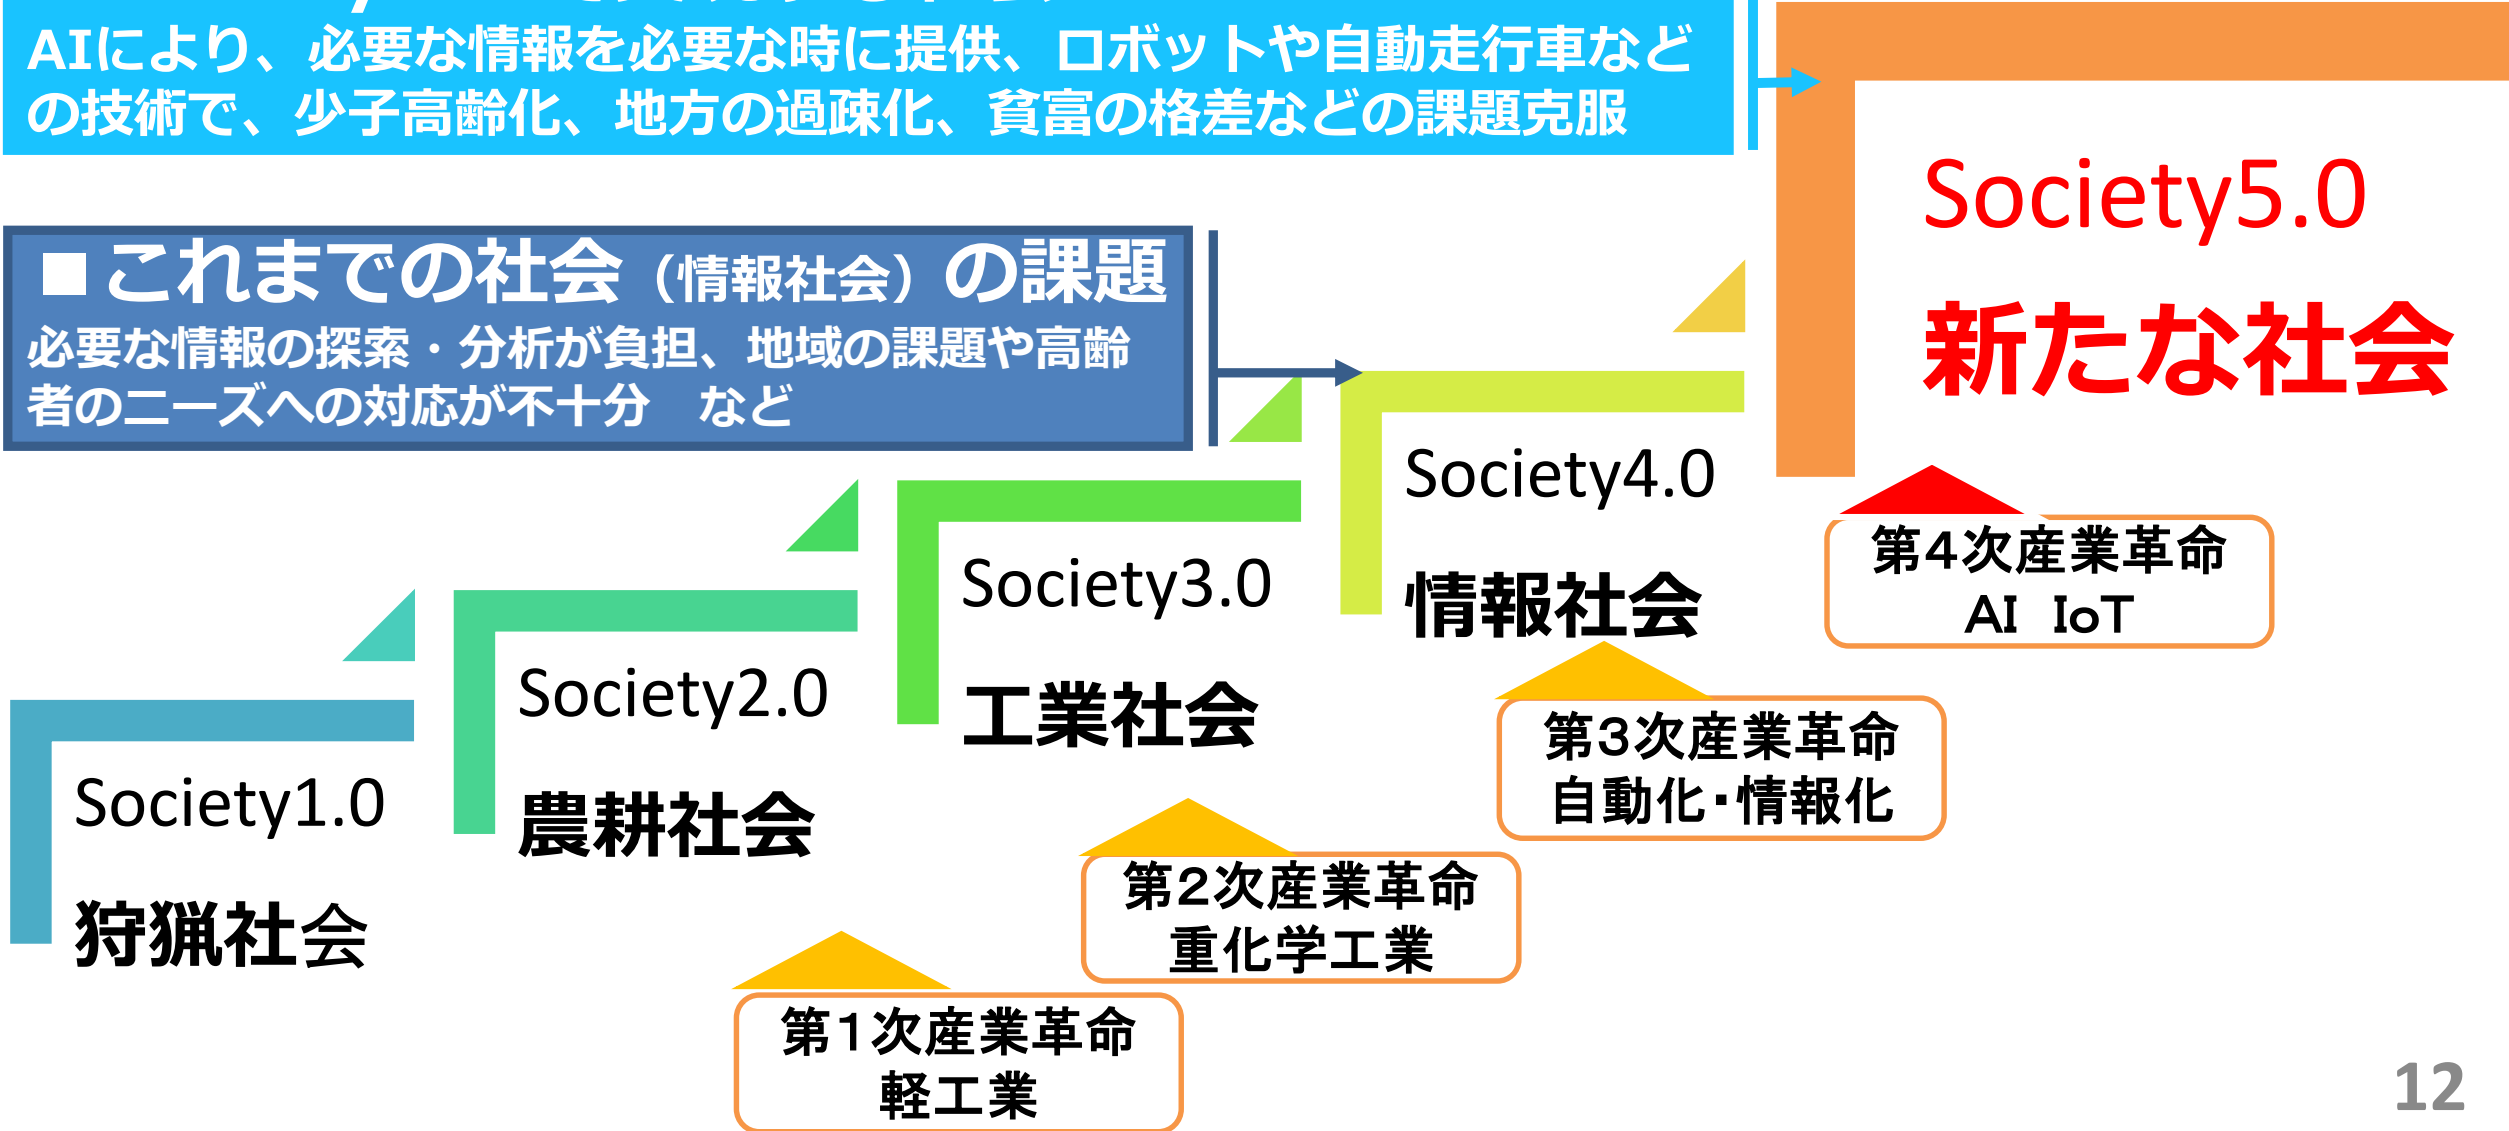 AIにより、必要な情報を必要な時に提供、ロボットや自動走行車など
の技術で、少子高齢化、地方の過疎化、貧富の格差などの課題克服
■これまでの社会（情報社会）の課題
必要な情報の探索・分析が負担、地域の課題や高齢
者のニーズへの対応が不十分　など
Society5.0
新たな社会
第4次産業革命
AI IoT
Society4.0
情報社会
第3次産業革命
自動化・情報化
Society3.0
工業社会
第2次産業革命
重化学工業
Society2.0
農耕社会
第1次産業革命
軽工業
Society1.0
狩猟社会
12